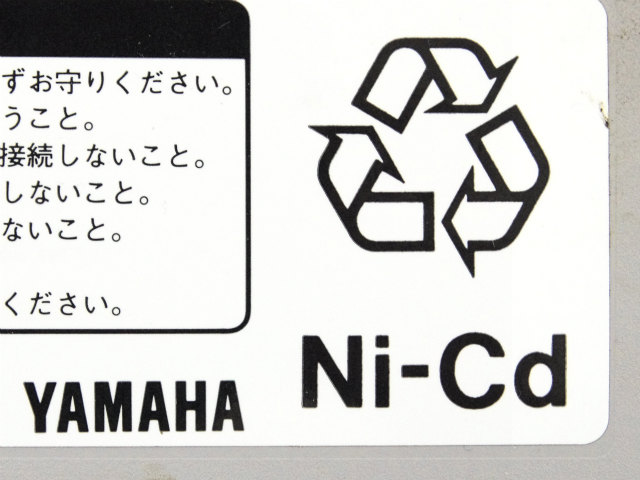 ずお守りください。
うこと。
接続しないこと。
しないこと。
ないこと。
ください。
Ni-Cd
YAMAHA